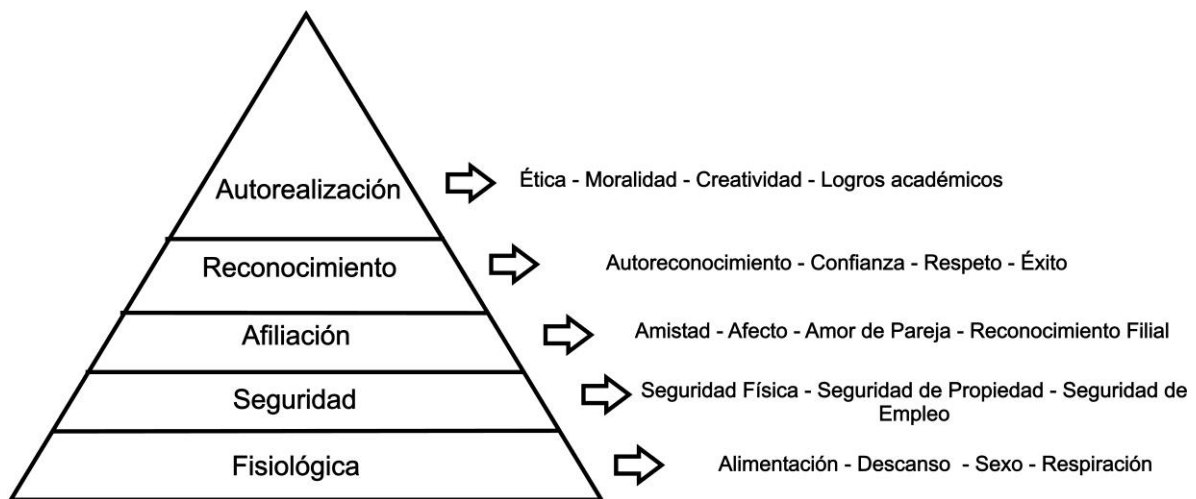 Autorealización
Ética - Moralidad - Creatividad - Logros académicos
Reconocimiento
Autoreconocimiento - Confianza - Respeto - Éxito
Afiliación
Amistad - Afecto - Amor de Pareja - Reconocimiento Filial
Seguridad
Seguridad Física - Seguridad de Propiedad - Seguridad de
Empleo
Fisiológica
Alimentación - Descanso - Sexo - Respiración